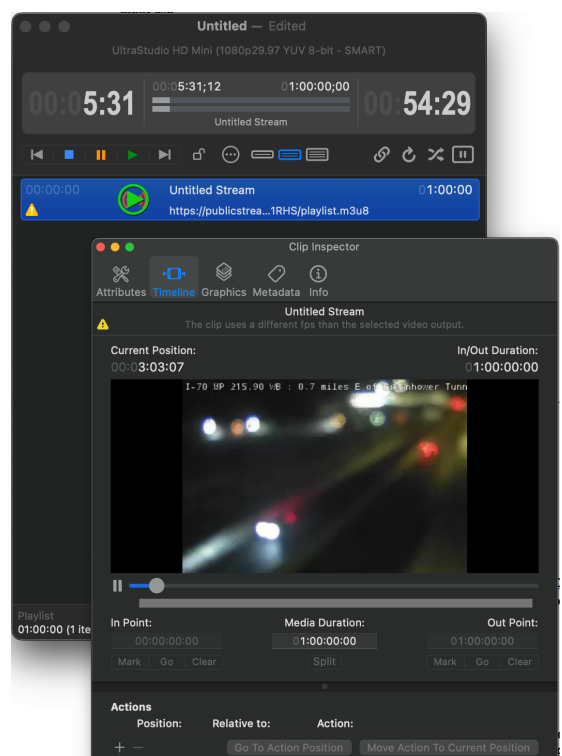 Untitled — Edited
UltraStudio HD Mini (1080p29.97 YUV 8-bit - SMART)
00:05:31
00:05:31;12
01:00:00;00
Untitled Stream
00:54:29
00:00:00
Untitled Stream
01:00:00
https://publicstrea...1RHS/playlist.m3u8
Clip Inspector
Attributes
Timeline
Graphics
Metadata
Info
Untitled Stream
The clip uses a different fps than the selected video output.
Current Position:
In/Out Duration:
00:03:03:07
01:00:00:00
I-70 MP 215.90 WB : 0.7 miles E of Eisenhower Tunn
Playlist
01:00:00 (1 ite
In Point:
Media Duration:
Out Point:
00:00:00:00
01:00:00:00
01:00:00:00
Mark Go Clear
Split
Mark Go Clear
Actions
Position:
Relative to:
Action:
Go To Action Position
Move Action To Current Position